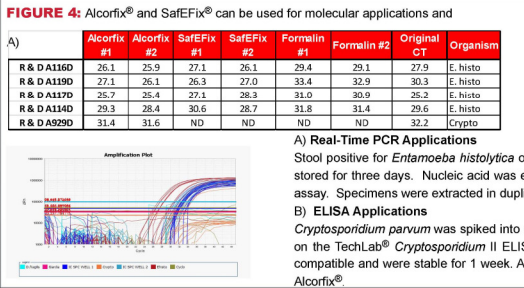 FIGURE 4: Alcorfix® and SafEFix® can be used for molecular applications and
A) Alcorfix #1 Alcorfix #2 SafEFix #1 SafEFix #2 Formalin #1 Formalin #2 Original CT Organism
R & D A116D 26.1 25.9 27.1 26.1 29.4 29.1 27.9 E. histo
R & D A119D 27.1 26.1 26.3 27.0 33.4 32.9 30.3 E. histo
R & D A117D 25.7 25.4 27.1 28.3 31.0 30.9 25.2 E. histo
R & D A114D 29.3 28.4 30.6 28.7 31.8 31.4 29.6 E. histo
R & D A929D 31.4 31.6 ND ND ND ND 32.2 Crypto
Amplification Plot
A) Real-Time PCR Applications
Stool positive for Entamoeba histolytica o
stored for three days. Nucleic acid was e
assay. Specimens were extracted in dupl
B) ELISA Applications
Cryptosporidium parvum was spiked into
on the TechLab® Cryptosporidium II ELIS
compatible and were stable for 1 week. A
Alcorfix®.